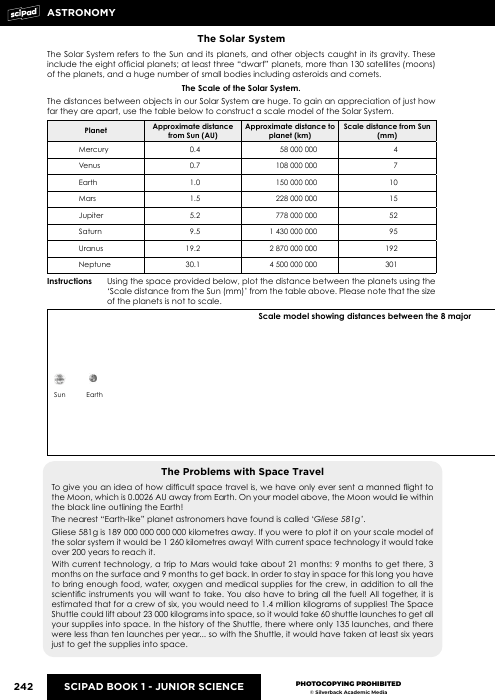 scipad ASTRONOMY
The Solar System
The Solar System refers to the Sun and its planets, and other objects caught in its gravity. These
include the eight official planets; at least three "dwarf" planets, more than 130 satellites (moons)
of the planets, and a huge number of small bodies including asteroids and comets.
The Scale of the Solar System.
The distances between objects in our Solar System are huge. To gain an appreciation of just how
far they are apart, use the table below to construct a scale model of the Solar System.
Planet Approximate distance from Sun (AU) Approximate distance to planet (km) Scale distance from Sun (mm)
Mercury 0.4 58 000 000 4
Venus 0.7 108 000 000 7
Earth 1.0 150 000 000 10
Mars 1.5 228 000 000 15
Jupiter 5.2 778 000 000 52
Saturn 9.5 1 430 000 000 95
Uranus 19.2 2 870 000 000 192
Neptune 30.1 4 500 000 000 301
Instructions Using the space provided below, plot the distance between the planets using the
'Scale distance from the Sun (mm)' from the table above. Please note that the size
of the planets is not to scale.
Scale model showing distances between the 8 major
Sun Earth
The Problems with Space Travel
To give you an idea of how difficult space travel is, we have only ever sent a manned flight to
the Moon, which is 0.0026 AU away from Earth. On your model above, the Moon would lie within
the black line outlining the Earth!
The nearest "Earth-like" planet astronomers have found is called 'Gliese 581g'.
Gliese 581g is 189 000 000 000 000 kilometres away. If you were to plot it on your scale model of
the solar system it would be 1 260 kilometres away! With current space technology it would take
over 200 years to reach it.
With current technology, a trip to Mars would take about 21 months: 9 months to get there, 3
months on the surface and 9 months to get back. In order to stay in space for this long you have
to bring enough food, water, oxygen and medical supplies for the crew, in addition to all the
scientific instruments you will want to take. You also have to bring all the fuel! All together, it is
estimated that for a crew of six, you would need to 1.4 million kilograms of supplies! The Space
Shuttle could lift about 23 000 kilograms into space, so it would take 60 shuttle launches to get all
your supplies into space. In the history of the Shuttle, there where only 135 launches, and there
were less than ten launches per year... so with the Shuttle, it would have taken at least six years
just to get the supplies into space.
242 SCIPAD BOOK 1 - JUNIOR SCIENCE PHOTOCOPYING PROHIBITED
© Silverback Academic Media